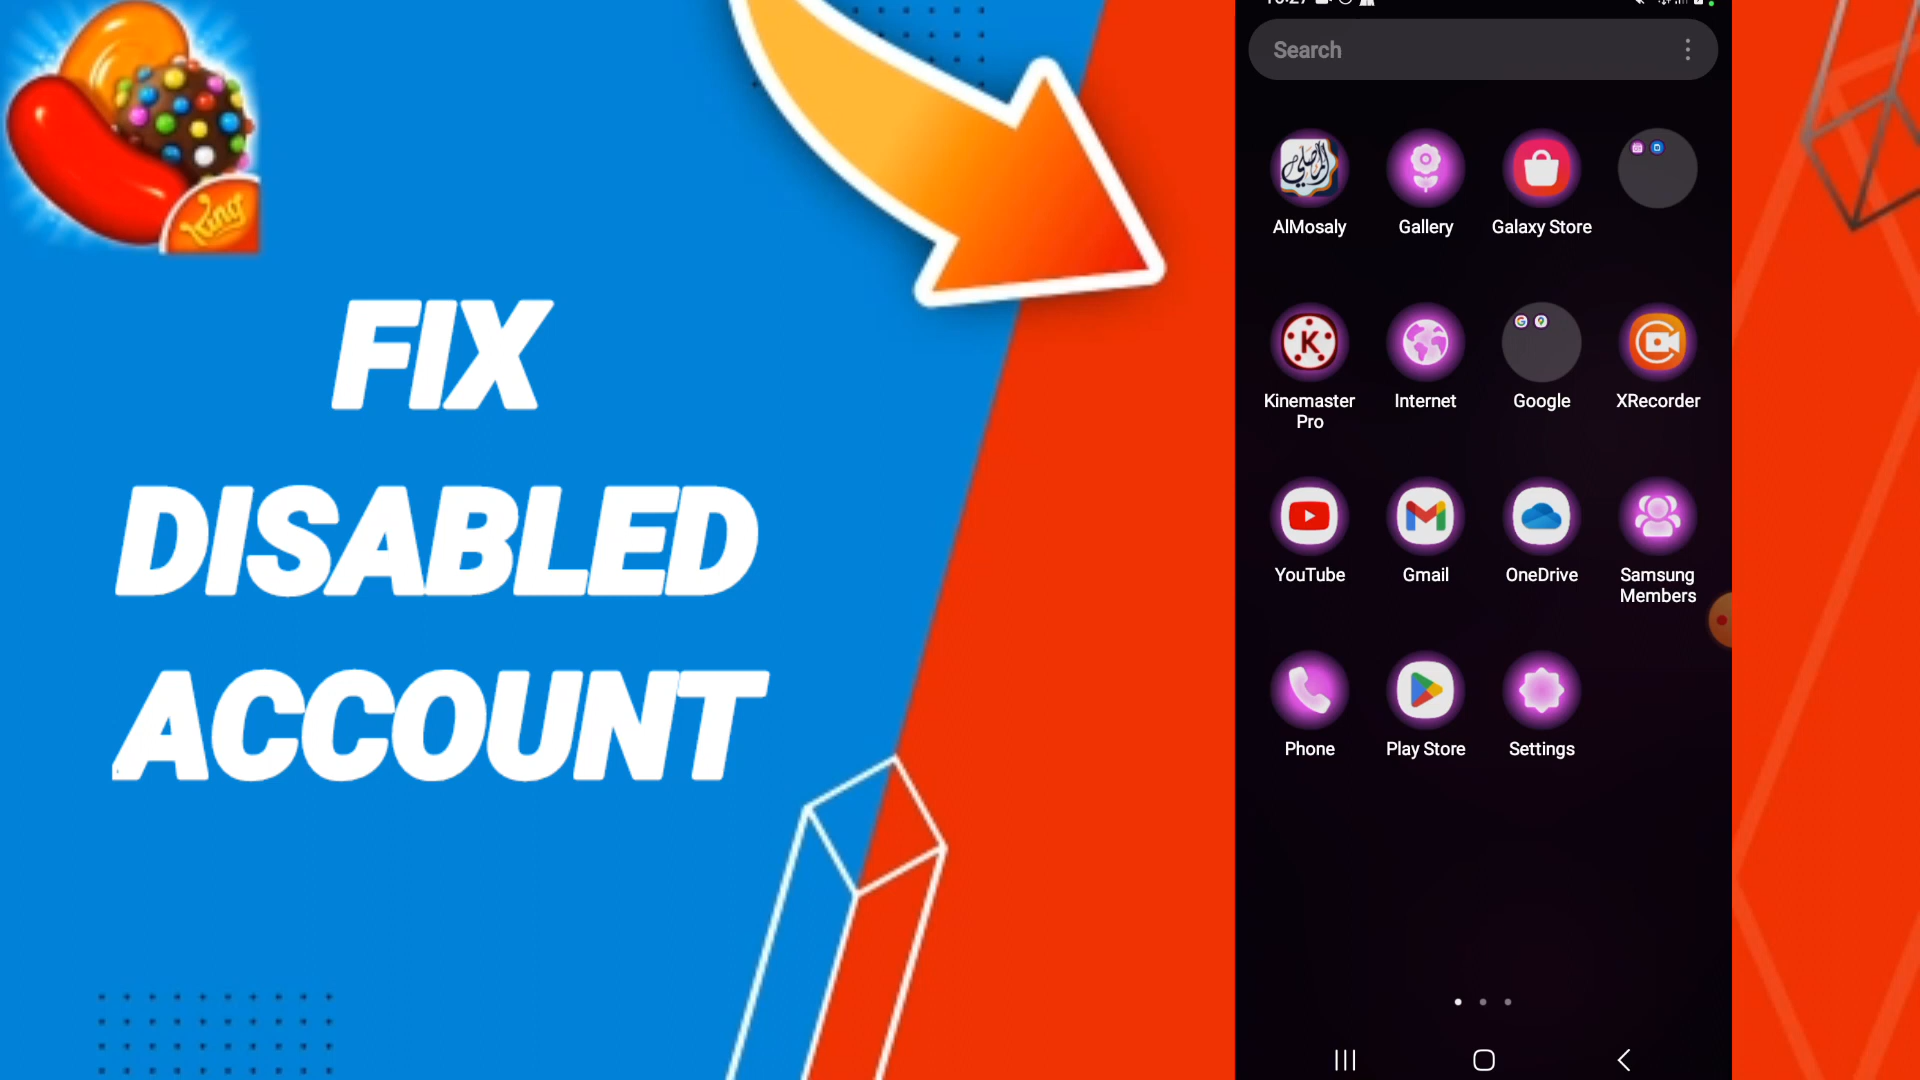 King
FIX
DISABLED
ACCOUNT
Search
AlMosaly
Gallery
Galaxy Store
Kinemaster
Pro
Internet
Google
XRecorder
YouTube
Gmail
OneDrive
Samsung
Members
Phone
Play Store
Settings